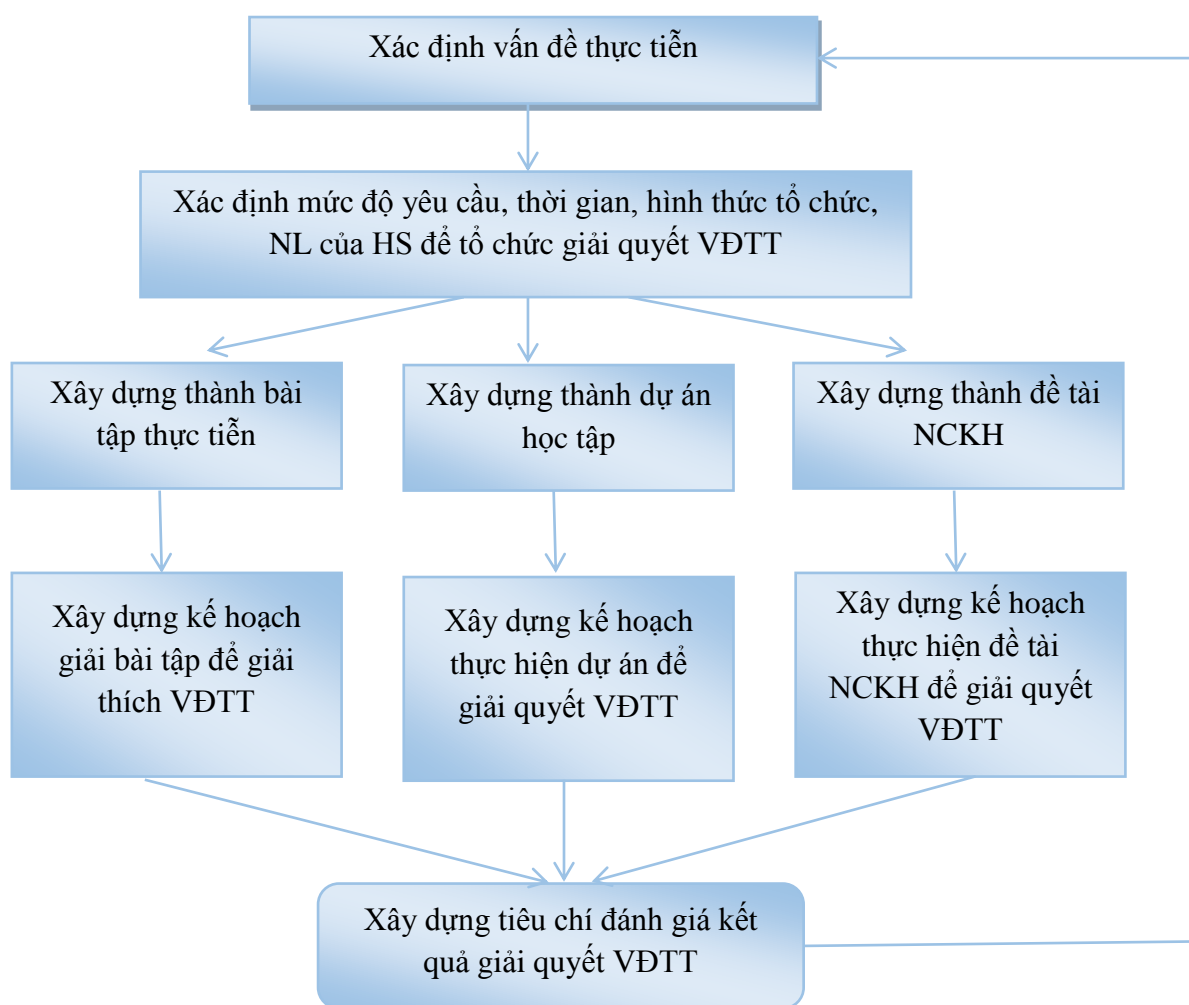 Xác định vấn đề thực tiễn
Xác định mức độ yêu cầu, thời gian, hình thức tổ chức,
NL của HS để tổ chức giải quyết VĐTT
Xây dựng thành bài
tập thực tiễn
Xây dựng thành dự án
học tập
Xây dựng thành đề tài
NCKH
Xây dựng kế hoạch
giải bài tập để giải
thích VĐTT
Xây dựng kế hoạch
thực hiện dự án để
giải quyết VĐTT
Xây dựng kế hoạch
thực hiện đề tài
NCKH để giải quyết
VĐTT
Xây dựng tiêu chí đánh giá kết
quả giải quyết VĐTT